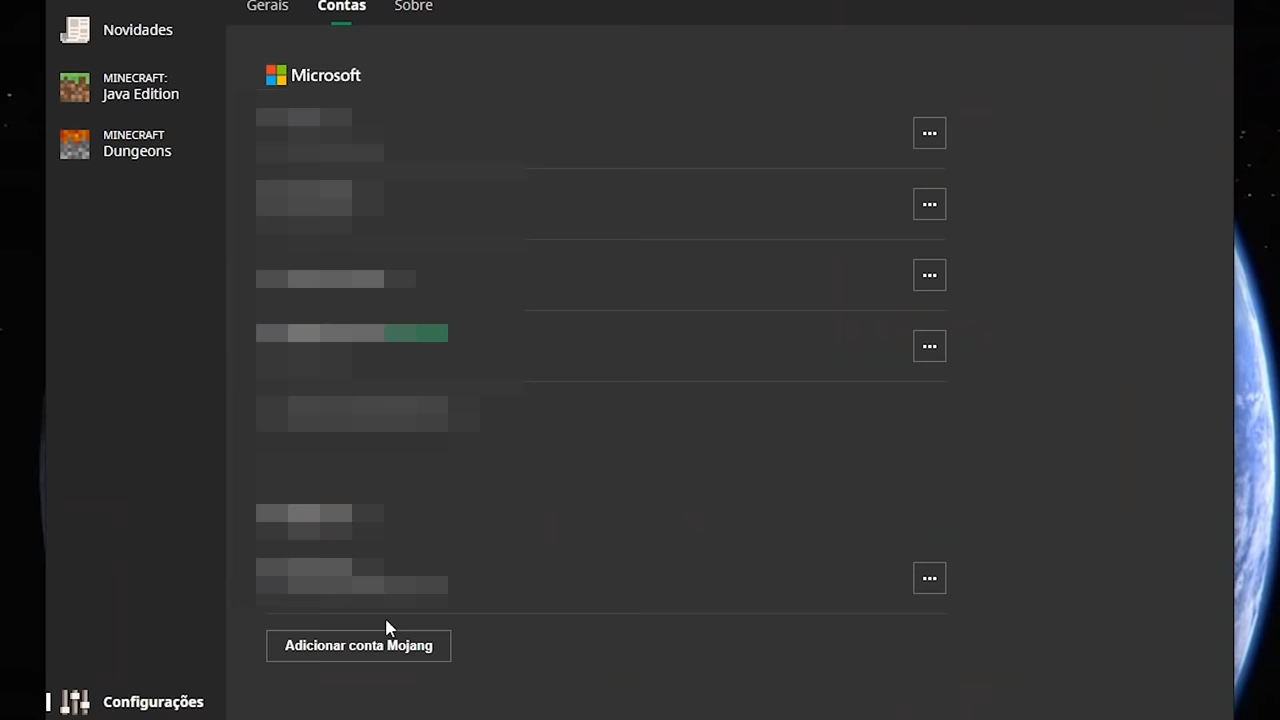 Gerais
Contas
Sobre
Novidades
MINECRAFT:
Java Edition
MINECRAFT
Dungeons
Microsoft
Adicionar conta Mojang
Configurações